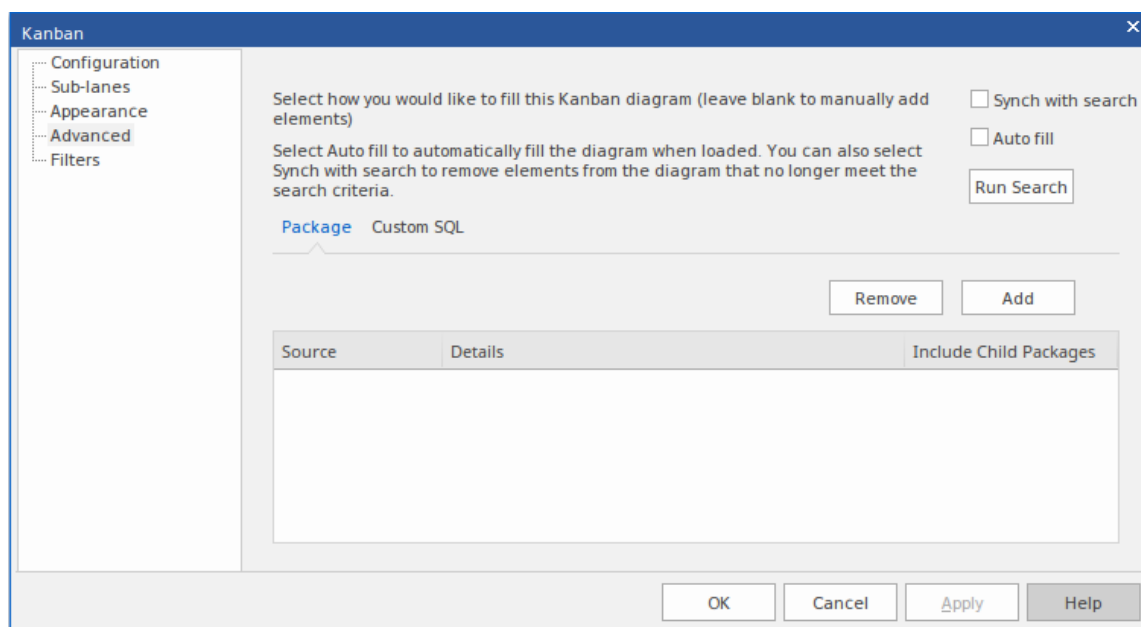 Kanban
Configuration
Sub-lanes
Appearance
Advanced
Filters
Select how you would like to fill this Kanban diagram (leave blank to manually add
elements)
Select Auto fill to automatically fill the diagram when loaded. You can also select
Synch with search to remove elements from the diagram that no longer meet the
search criteria.
Synch with search
Auto fill
Run Search
Package Custom SQL
Remove Add
Source Details Include Child Packages
OK Cancel Apply Help